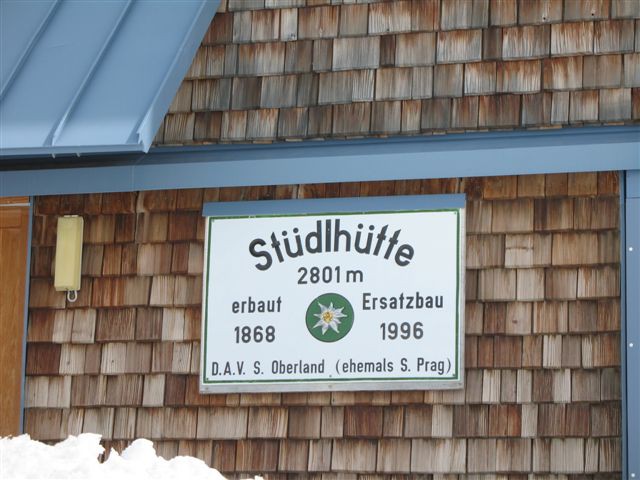 Stüdlhütte
2801 m
erbaut Ersatzbau
1868 1996
D.A.V. S. Oberland. (ehemals S. Prag)